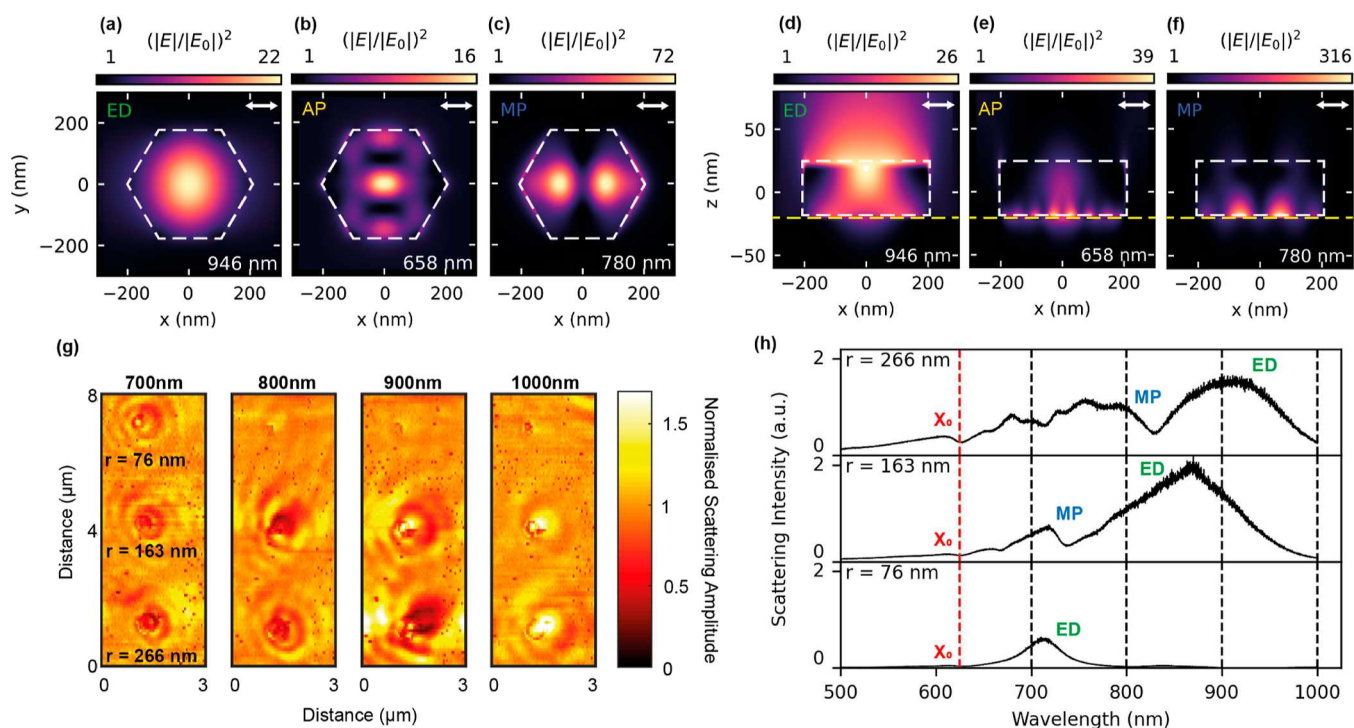 (a)
(|E|/|E₀|)²
1 22
ED
946 nm
200
0
−200
y (nm)
−200 0 200
x (nm)
(b)
(|E|/|E₀|)²
1 16
AP
658 nm
−200 0 200
x (nm)
(c)
(|E|/|E₀|)²
1 72
MP
780 nm
−200 0 200
x (nm)
(d)
(|E|/|E₀|)²
1 26
ED
946 nm
50
0
−50
z (nm)
−200 0 200
x (nm)
(e)
(|E|/|E₀|)²
1 39
AP
658 nm
−200 0 200
x (nm)
(f)
(|E|/|E₀|)²
1 316
MP
780 nm
−200 0 200
x (nm)
(g)
700nm 800nm 900nm 1000nm
8
4
0
Distance (μm)
r = 76 nm
r = 163 nm
r = 266 nm
0 3 0 3 0 3 0 3
Distance (μm)
1.5
1
0.5
0
Normalised Scattering Amplitude
(h)
Scattering Intensity (a.u.)
2
0
r = 266 nm
X₀
MP
ED
2
0
r = 163 nm
X₀
MP
ED
2
0
r = 76 nm
X₀
ED
500 600 700 800 900 1000
Wavelength (nm)